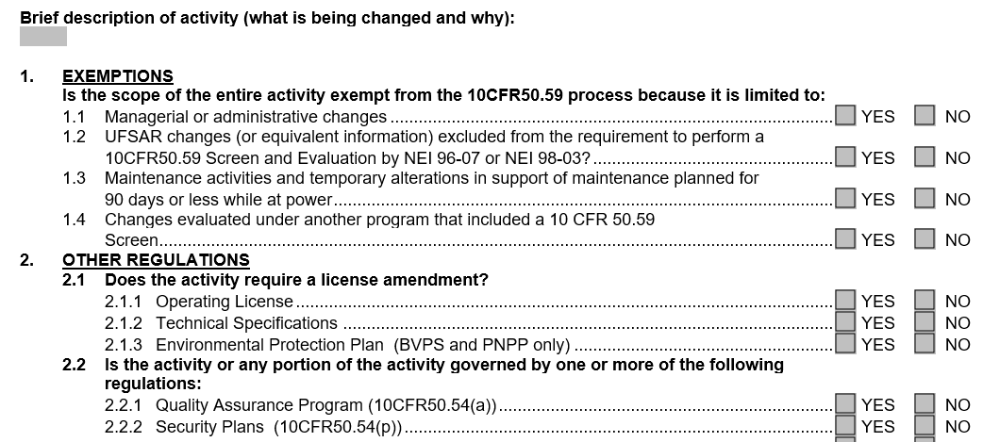 Brief description of activity (what is being changed and why):
1. EXEMPTIONS
Is the scope of the entire activity exempt from the 10CFR50.59 process because it is limited to:
1.1 Managerial or administrative changes YES NO
1.2 UFSAR changes (or equivalent information) excluded from the requirement to perform a
10CFR50.59 Screen and Evaluation by NEI 96-07 or NEI 98-03? YES NO
1.3 Maintenance activities and temporary alterations in support of maintenance planned for
90 days or less while at power YES NO
1.4 Changes evaluated under another program that included a 10 CFR 50.59
Screen YES NO
2. OTHER REGULATIONS
2.1 Does the activity require a license amendment?
2.1.1 Operating License YES NO
2.1.2 Technical Specifications YES NO
2.1.3 Environmental Protection Plan (BVPS and PNPP only) YES NO
2.2 Is the activity or any portion of the activity governed by one or more of the following
regulations:
2.2.1 Quality Assurance Program (10CFR50.54(a)) YES NO
2.2.2 Security Plans (10CFR50.54(p)) YES NO